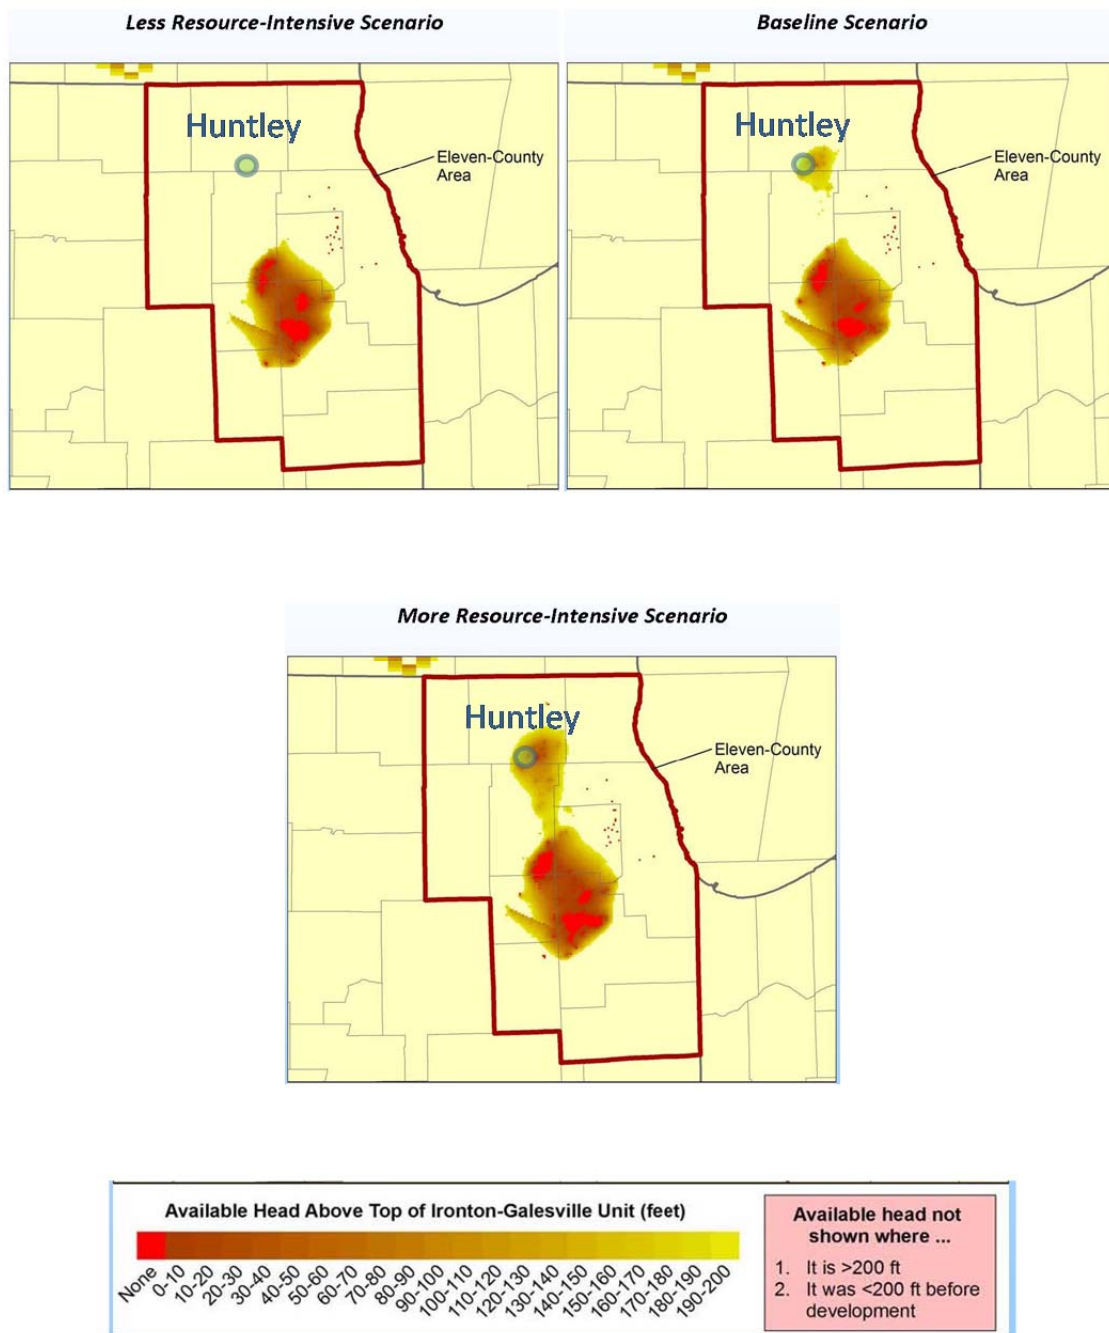 Less Resource-Intensive Scenario
Baseline Scenario
Huntley
Eleven-County
Area
Huntley
Eleven-County
Area
More Resource-Intensive Scenario
Huntley
Eleven-County
Area
Available Head Above Top of Ironton-Galesville Unit (feet)
None
0-10
10-20
20-30
30-40
40-50
50-60
60-70
70-80
80-90
90-100
100-110
110-120
120-130
130-140
140-150
150-160
160-170
170-180
180-190
190-200
Available head not
shown where ...
1. It is >200 ft
2. It was <200 ft before
development